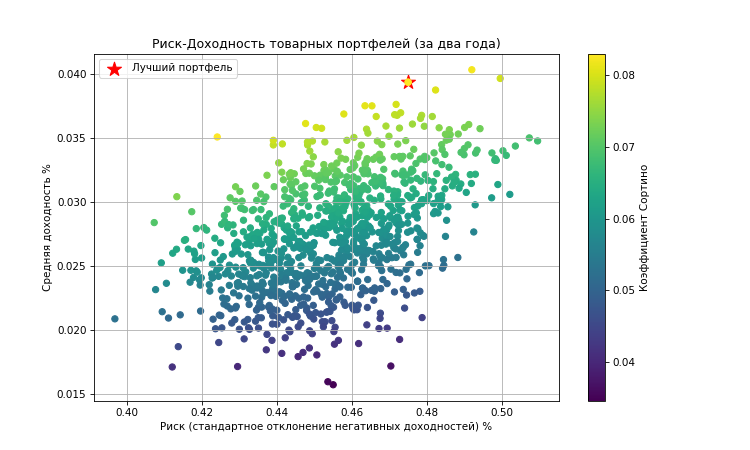 Риск-Доходность товарных портфелей (за два года)
Лучший портфель
Средняя доходность %
0.040
0.035
0.030
0.025
0.020
0.015
0.40 0.42 0.44 0.46 0.48 0.50
Риск (стандартное отклонение негативных доходностей) %
0.08
0.07
0.06
0.05
0.04
Коэффициент Сортино